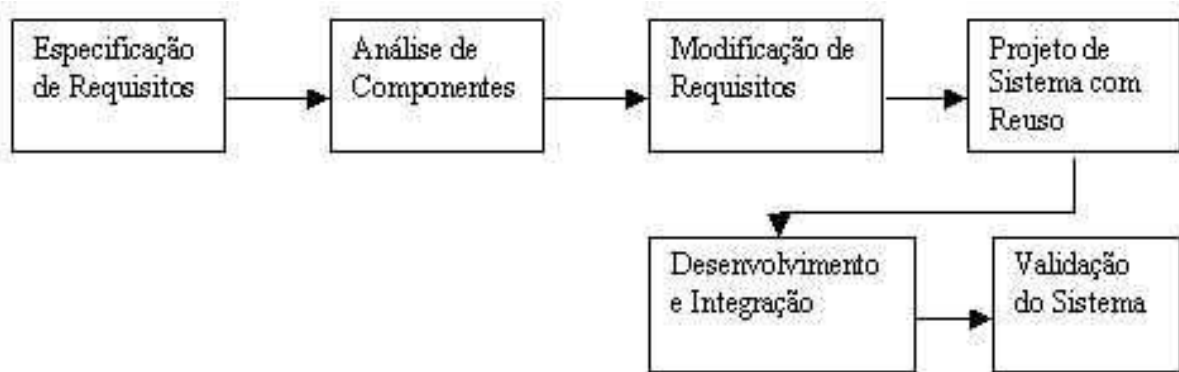 Especificação
de Requisitos
Análise de
Componentes
Modificação de
Requisitos
Projeto de
Sistema com
Reuso
Desenvolvimento
e Integração
Validação
do Sistema